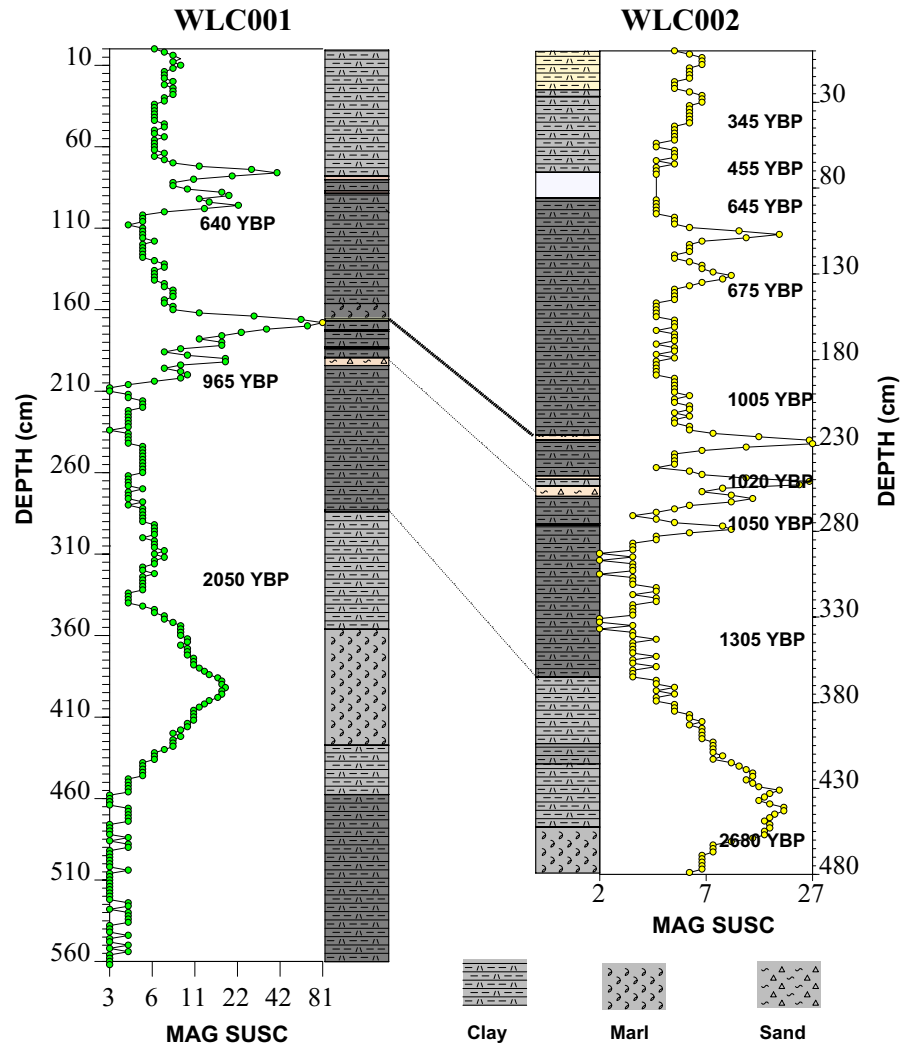 WLC001
WLC002
10
60
110
160
210
260
310
360
410
460
510
560
DEPTH (cm)
640 YBP
965 YBP
2050 YBP
3 6 11 22 42 81
MAG SUSC
30
80
130
180
230
280
330
380
430
480
DEPTH (cm)
345 YBP
455 YBP
645 YBP
675 YBP
1005 YBP
1020 YBP
1050 YBP
1305 YBP
2680 YBP
2 7 27
MAG SUSC
Clay Marl Sand